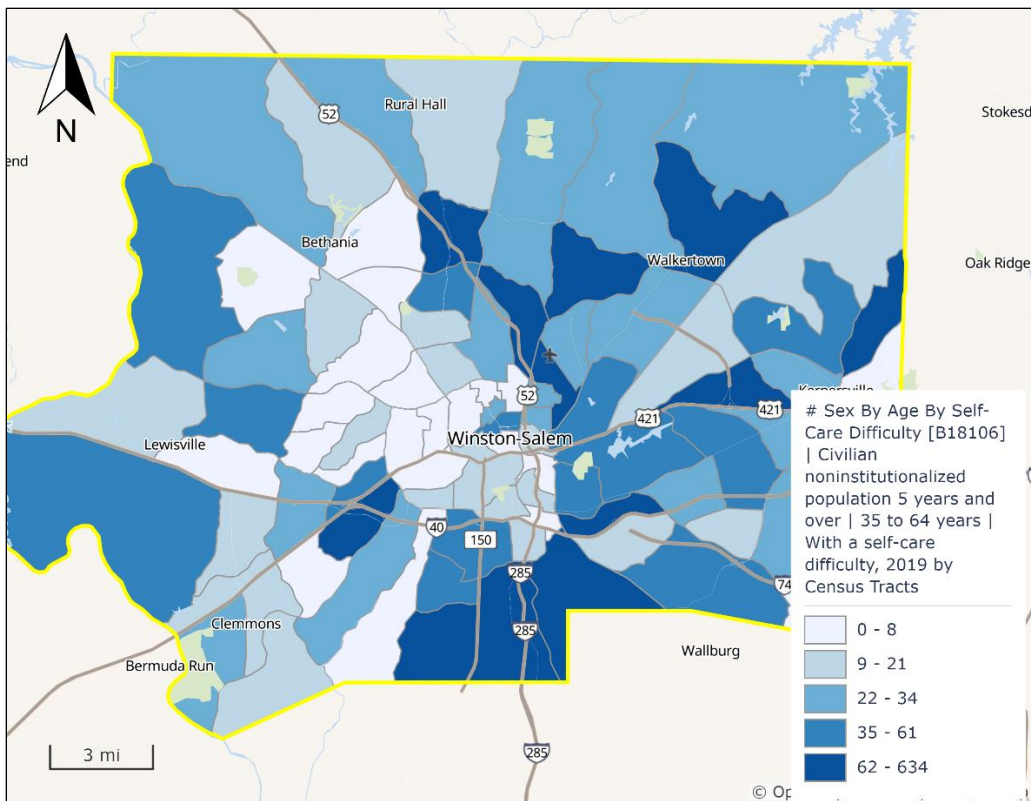 Stokesd
Rural Hall
52
N
end
Bethania
Walkertown
Oak Ridge
52
421
421
Kernersville
Winston-Salem
Lewisville
40
150
285
74
285
Clemmons
Bermuda Run
Wallburg
285
3 mi
# Sex By Age By Self-
Care Difficulty [B18106]
| Civilian
noninstitutionalized
population 5 years and
over | 35 to 64 years |
With a self-care
difficulty, 2019 by
Census Tracts
0 - 8
9 - 21
22 - 34
35 - 61
62 - 634
© Op